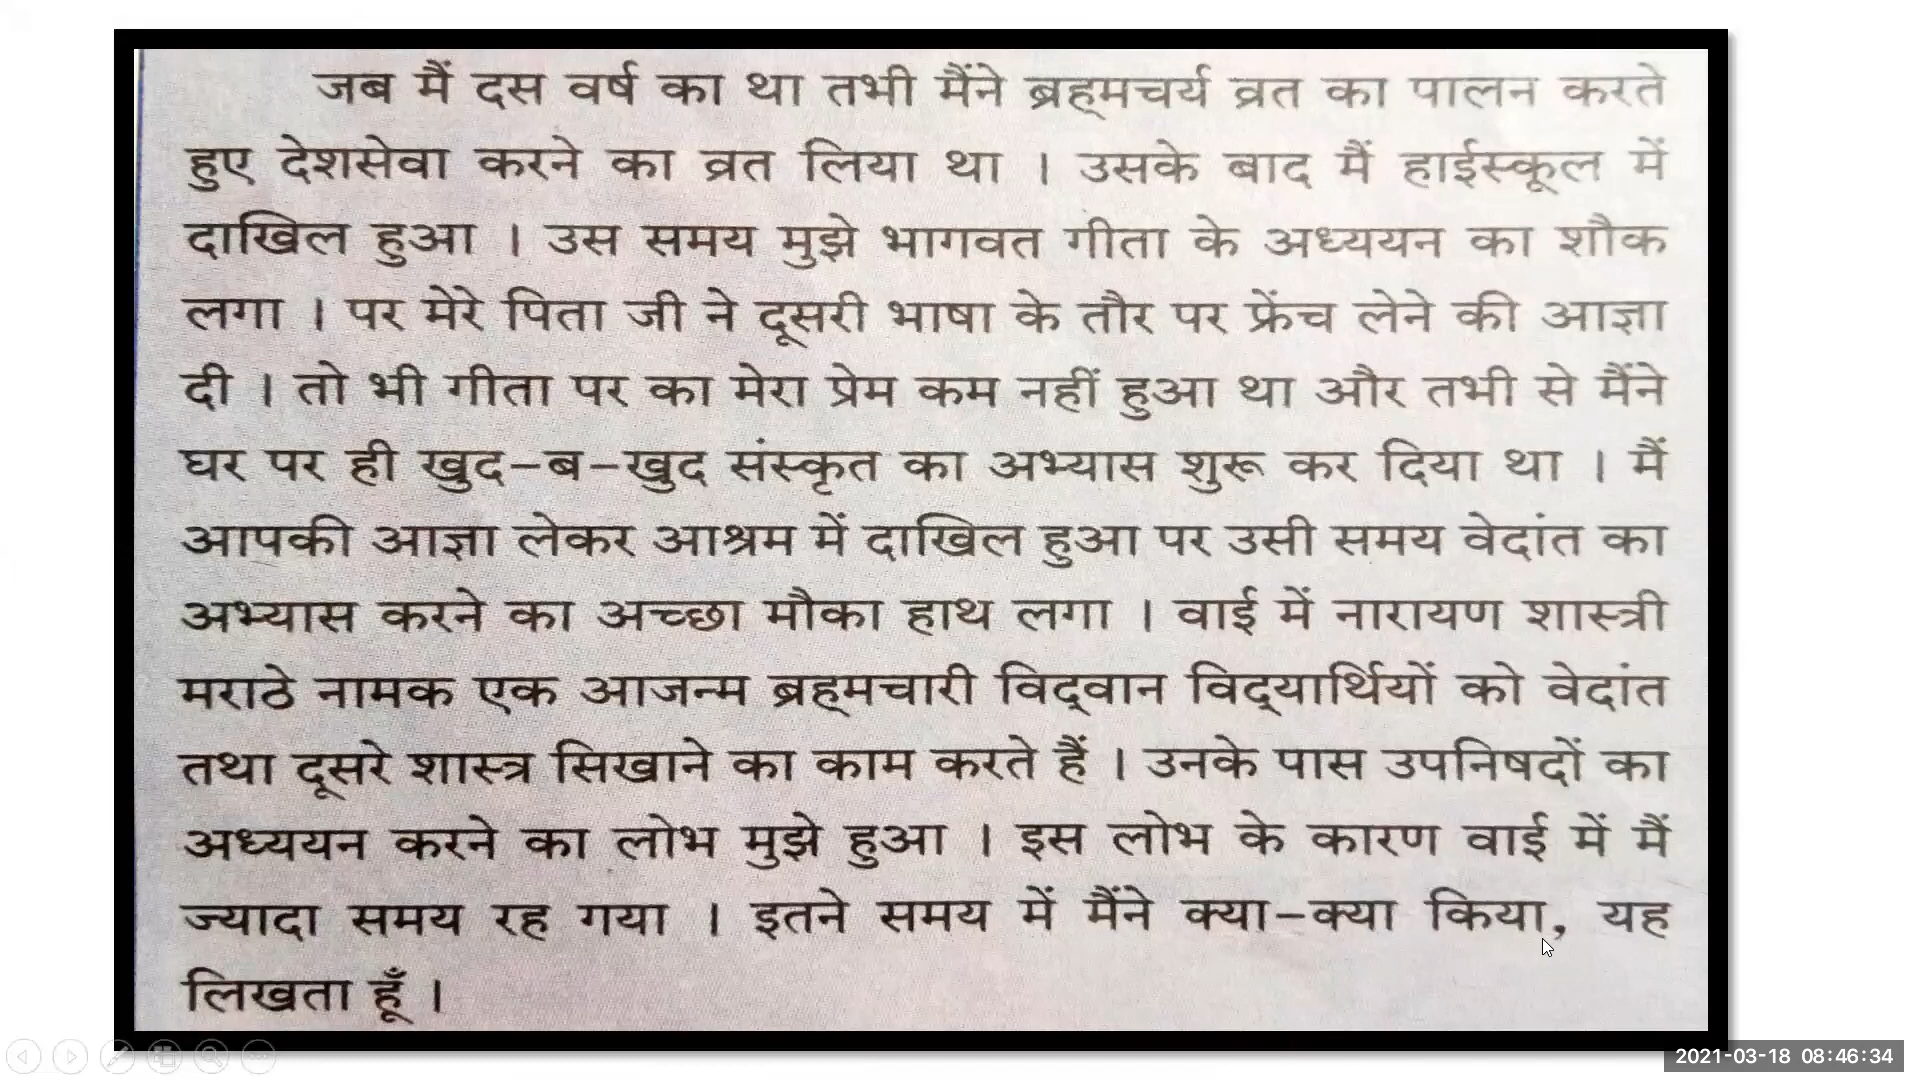 जब मैं दस वर्ष का था तभी मैंने ब्रह्मचर्य व्रत का पालन करते
हुए देशसेवा करने का व्रत लिया था । उसके बाद मैं हाईस्कूल में
दाखिल हुआ । उस समय मुझे भागवत गीता के अध्ययन का शौक
लगा । पर मेरे पिता जी ने दूसरी भाषा के तौर पर फ्रेंच लेने की आज्ञा
दी । तो भी गीता पर का मेरा प्रेम कम नहीं हुआ था और तभी से मैंने
घर पर ही खुद-ब-खुद संस्कृत का अभ्यास शुरू कर दिया था । मैं
आपकी आज्ञा लेकर आश्रम में दाखिल हुआ पर उसी समय वेदांत का
अभ्यास करने का अच्छा मौका हाथ लगा । वाई में नारायण शास्त्री
मराठे नामक एक आजन्म ब्रह्मचारी विद्‌वान विद्‌यार्थियों को वेदांत
तथा दूसरे शास्त्र सिखाने का काम करते हैं । उनके पास उपनिषदों का
अध्ययन करने का लोभ मुझे हुआ । इस लोभ के कारण वाई में मैं
ज्यादा समय रह गया । इतने समय में मैंने क्या-क्या किया, यह
लिखता हूँ ।
2021-03-18 08:46:34